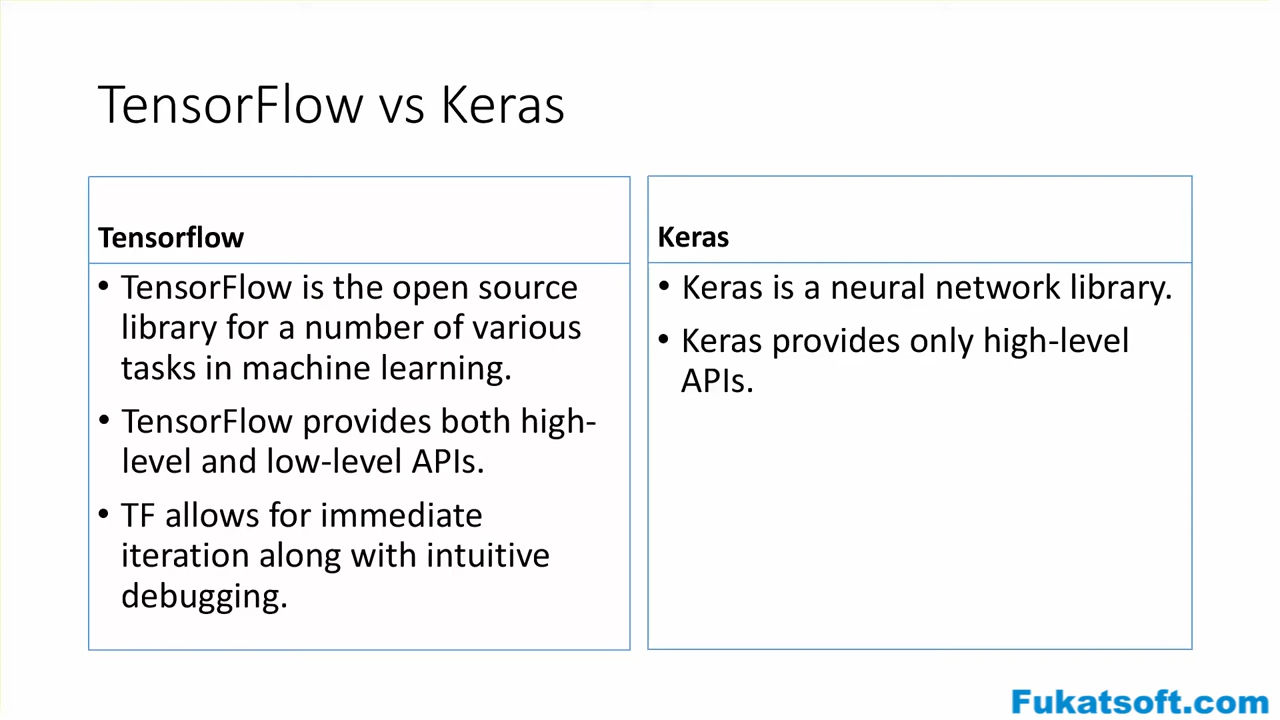 TensorFlow vs Keras
Tensorflow
• TensorFlow is the open source
library for a number of various
tasks in machine learning.
• TensorFlow provides both high-
level and low-level APIs.
• TF allows for immediate
iteration along with intuitive
debugging.
Keras
• Keras is a neural network library.
• Keras provides only high-level
APIs.
Fukatsoft.com